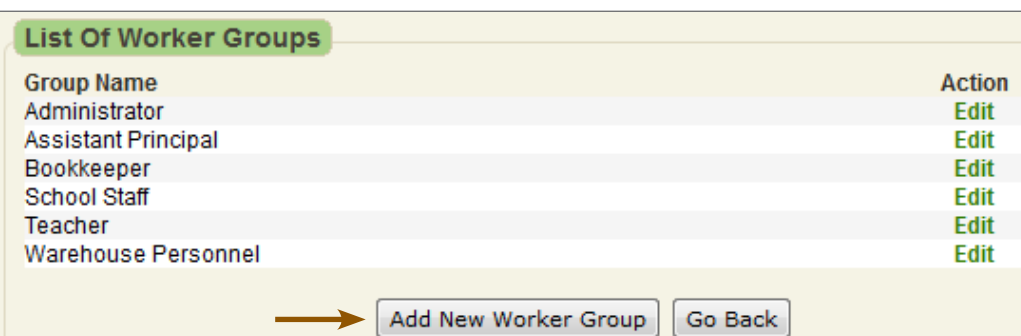 List Of Worker Groups
Group Name Action
Administrator Edit
Assistant Principal Edit
Bookkeeper Edit
School Staff Edit
Teacher Edit
Warehouse Personnel Edit
Add New Worker Group Go Back